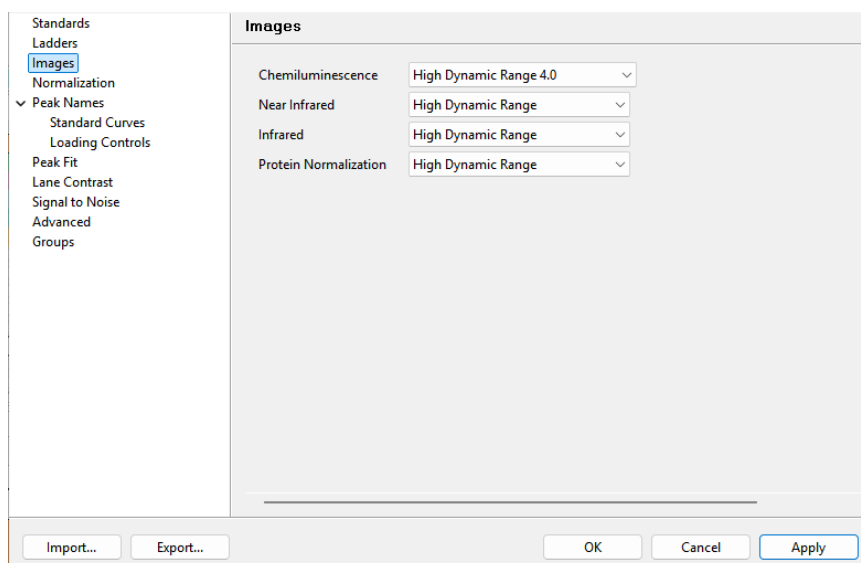 Standards
Ladders
Images
Normalization
Peak Names
Standard Curves
Loading Controls
Peak Fit
Lane Contrast
Signal to Noise
Advanced
Groups
Images
Chemiluminescence High Dynamic Range 4.0
Near Infrared High Dynamic Range
Infrared High Dynamic Range
Protein Normalization High Dynamic Range
Import... Export... OK Cancel Apply